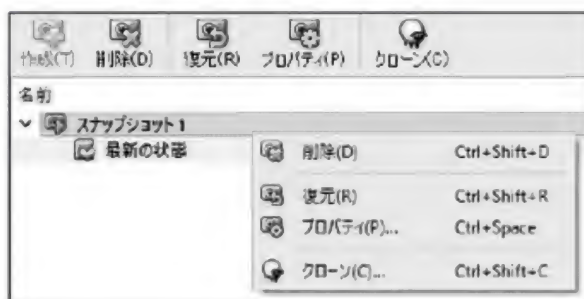 作成(T) 削除(D) 復元(R) プロパティ(P) クローン(C)
名前
スナップショット 1
最新の状態
削除(D) Ctrl+Shift+D
復元(R) Ctrl+Shift+R
プロパティ(P)... Ctrl+Space
クローン(C)... Ctrl+Shift+C